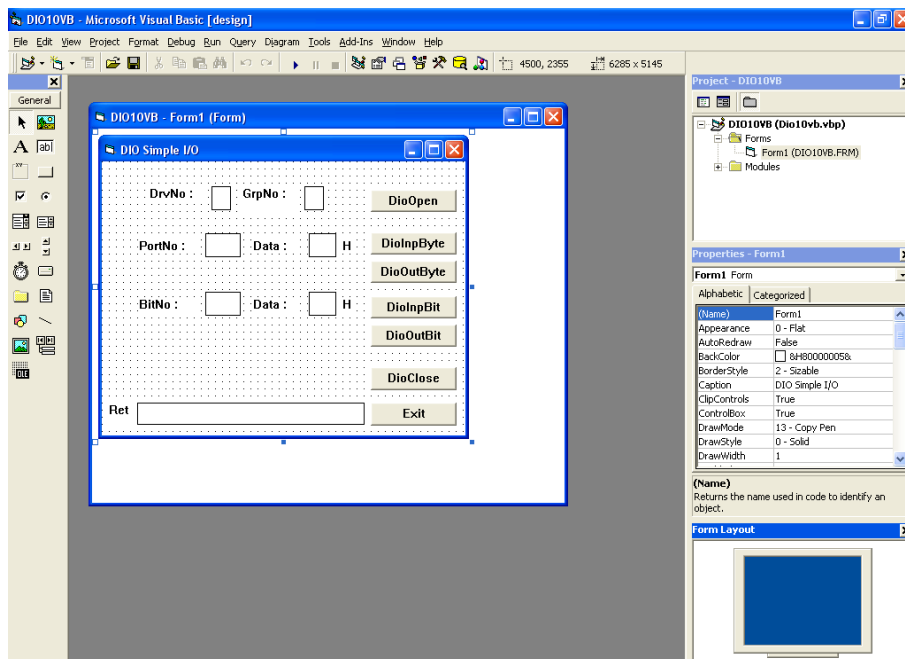 DIO10VB - Microsoft Visual Basic [design]
File Edit View Project Format Debug Run Query Diagram Tools Add-Ins Window Help
4500, 2355 6285 x 5145
General
A ab|
OLE
DIO10VB - Form1 (Form)
DIO Simple I/O
DrvNo : GrpNo : DioOpen
PortNo : Data : H DioInpByte
DioOutByte
BitNo : Data : H DioInpBit
DioOutBit
DioClose
Ret Exit
Project - DIO10VB
DIO10VB (Dio10vb.vbp)
Forms
Form1 (DIO10VB.FRM)
Modules
Properties - Form1
Form1 Form
Alphabetic Categorized
(Name) Form1
Appearance 0 - Flat
AutoRedraw False
BackColor &H80000005&
BorderStyle 2 - Sizable
Caption DIO Simple I/O
ClipControls True
ControlBox True
DrawMode 13 - Copy Pen
DrawStyle 0 - Solid
DrawWidth 1
(Name)
Returns the name used in code to identify an
object.
Form Layout